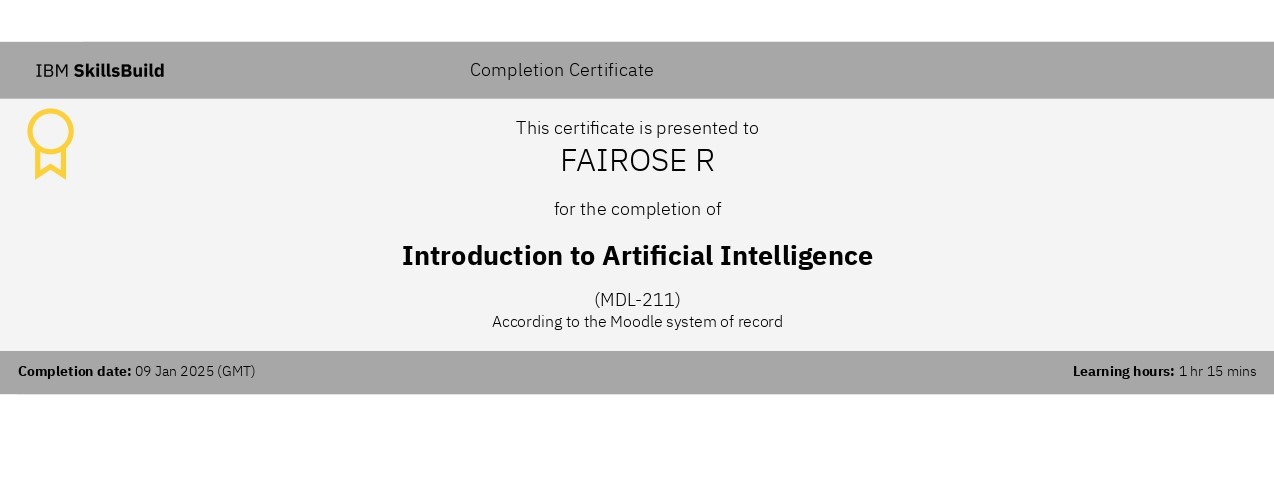 IBM SkillsBuild
Completion Certificate
This certificate is presented to
FAIROSE R
for the completion of
Introduction to Artificial Intelligence
(MDL-211)
According to the Moodle system of record
Completion date: 09 Jan 2025 (GMT)
Learning hours: 1 hr 15 mins